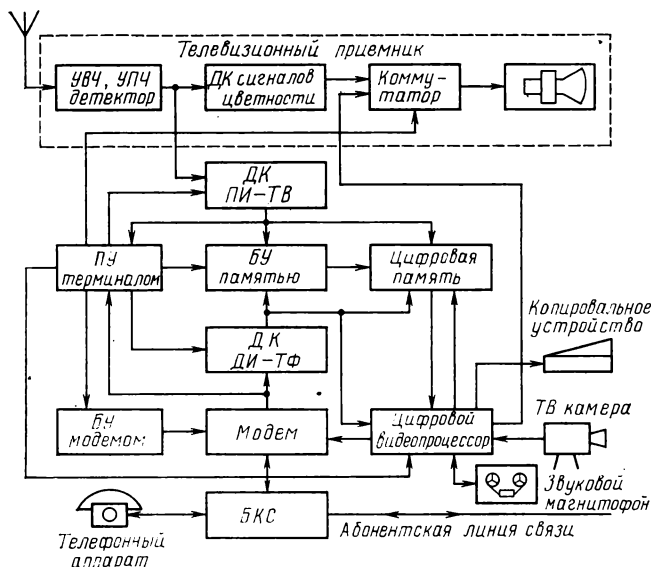 Телевизионный приемник
УВЧ, УПЧ
детектор
ДК сигналов
цветности
Комму-
татор
ДК
ПИ-ТВ
ПУ
терминалом
БУ
памятью
Цифровая
память
Копировальное
устройство
ДК
ДИ-ТФ
ТВ камера
БУ
модемом
Модем
Цифровой
видеопроцессор
Звуковой
магнитофон
БКС
Абонентская линия связи
Телефонный
аппарат